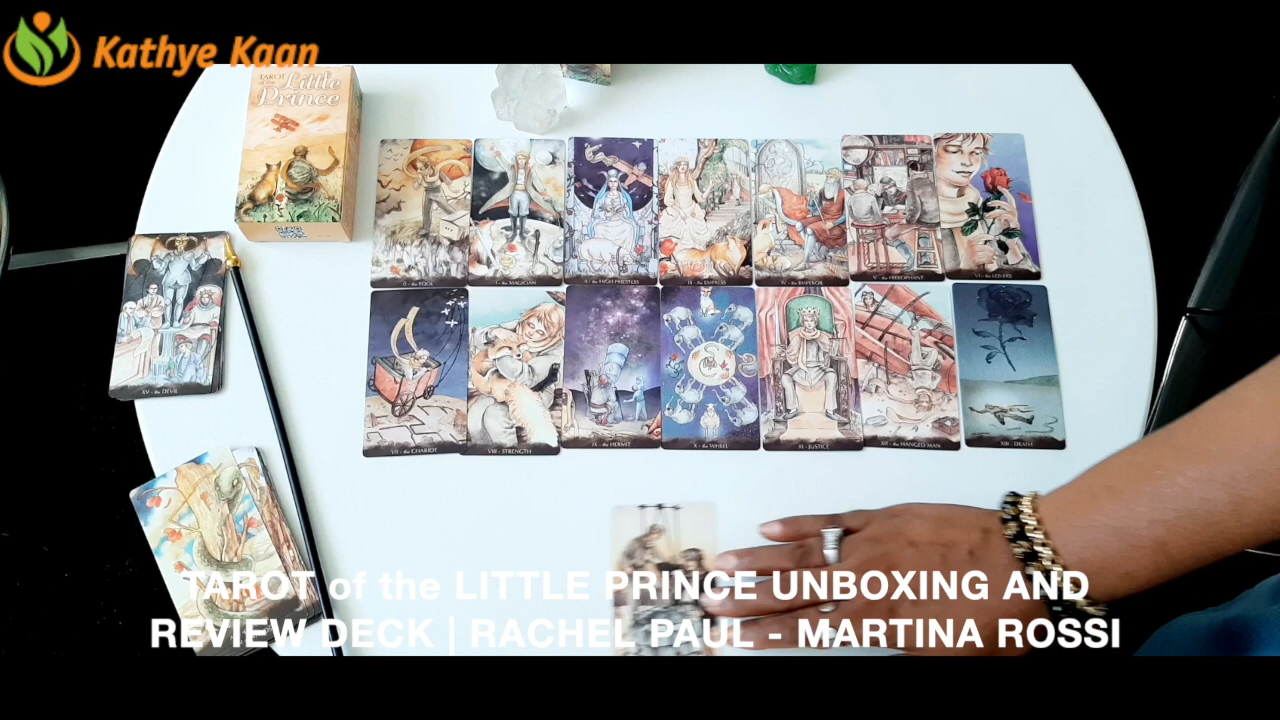 Kathye Kaan
TAROT
of the Little
Prince
0 - the FOOL
I - the MAGICIAN
II - the HIGH PRIESTESS
III - the EMPRESS
IV - the EMPEROR
V - the HIEROPHANT
VI - the LOVERS
VII - the CHARIOT
VIII - STRENGTH
IX - the HERMIT
X - the WHEEL
XI - JUSTICE
XII - the HANGED MAN
XIII - DEATH
XV - the DEVIL
TAROT of the LITTLE PRINCE UNBOXING AND
REVIEW DECK | RACHEL PAUL - MARTINA ROSSI